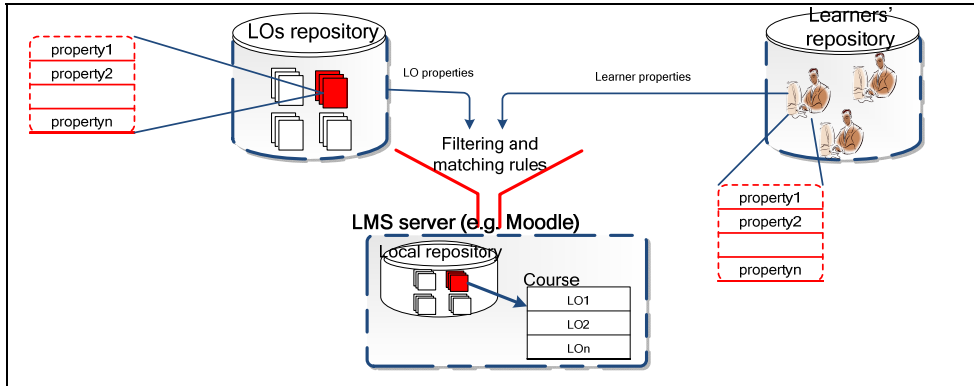 LOs repository
Learners'
repository
property1
property2
propertyn
LO properties
Learner properties
Filtering and
matching rules
property1
property2
propertyn
LMS server (e.g. Moodle)
Local repository
Course
LO1
LO2
LOn